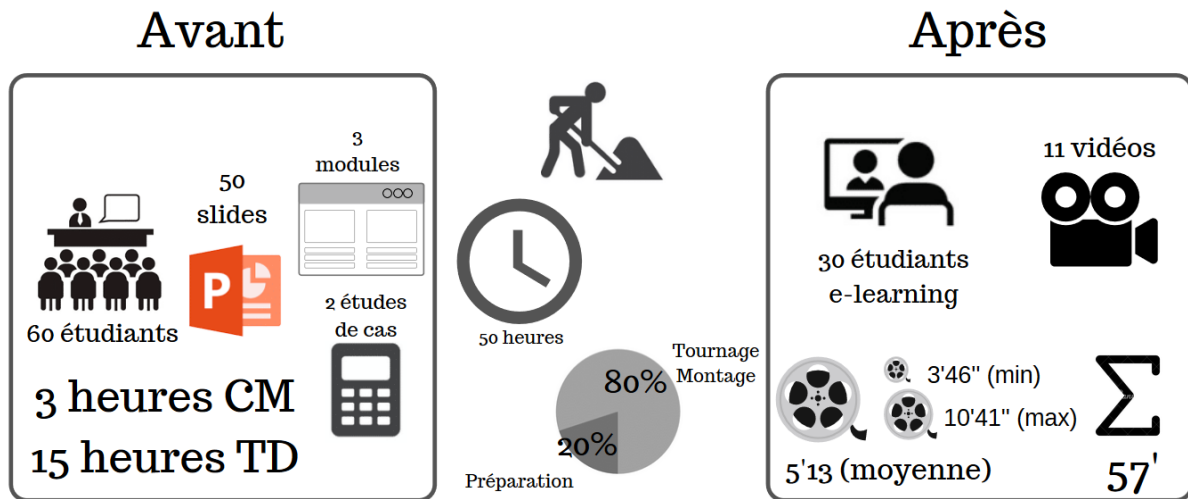 Avant
Après
3
modules
50
slides
P
60 étudiants
2 études
de cas
3 heures CM
15 heures TD
50 heures
80%
20%
Tournage
Montage
Préparation
11 vidéos
30 étudiants
e-learning
3'46" (min)
10'41" (max)
5'13 (moyenne)
Σ
57'